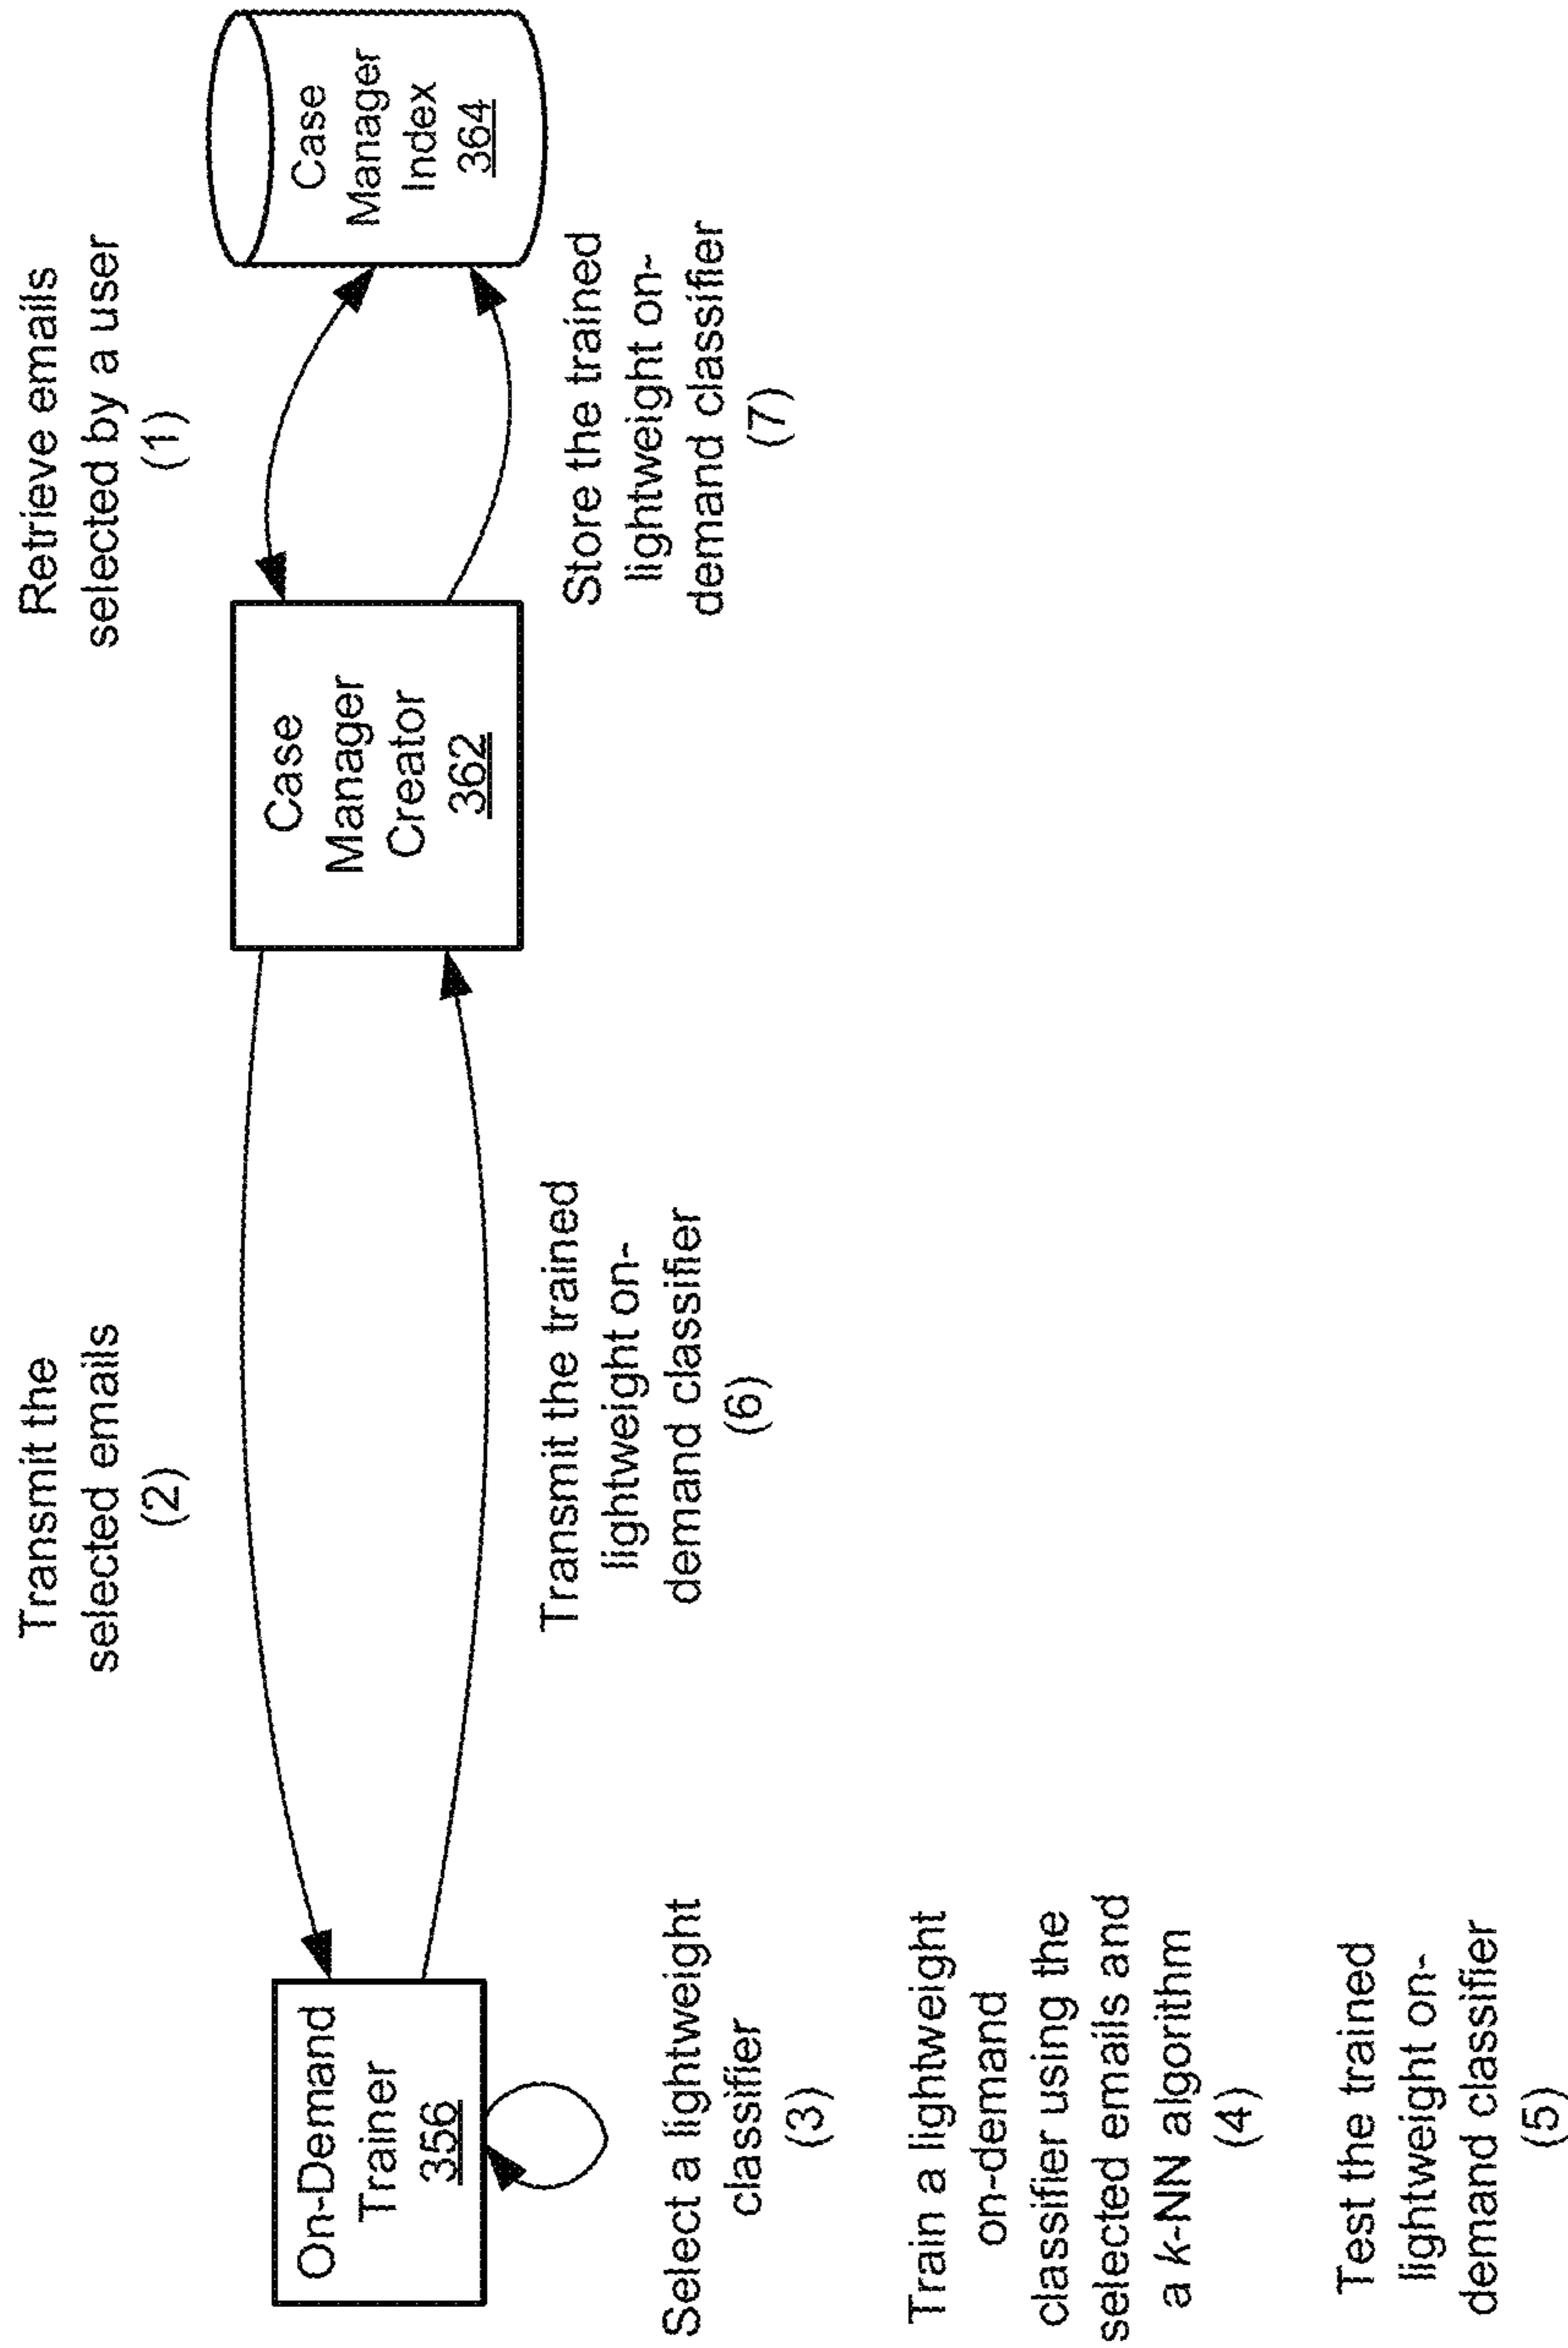 Transmit the
selected emails
(2)
Retrieve emails
selected by a user
(1)
On-Demand
Trainer
356
Case
Manager
Creator
362
Case
Manager
Index
364
Select a lightweight
classifier
(3)
Train a lightweight
on-demand
classifier using the
selected emails and
a k-NN algorithm
(4)
Test the trained
lightweight on-
demand classifier
(5)
Transmit the trained
lightweight on-
demand classifier
(6)
Store the trained
lightweight on-
demand classifier
(7)